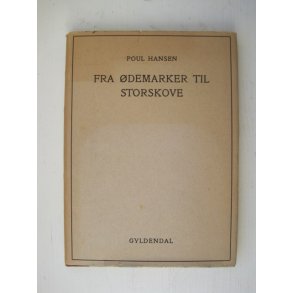 POUL HANSEN
FRA ØDEMARKER TIL
STORSKOVE
GYLDENDAL